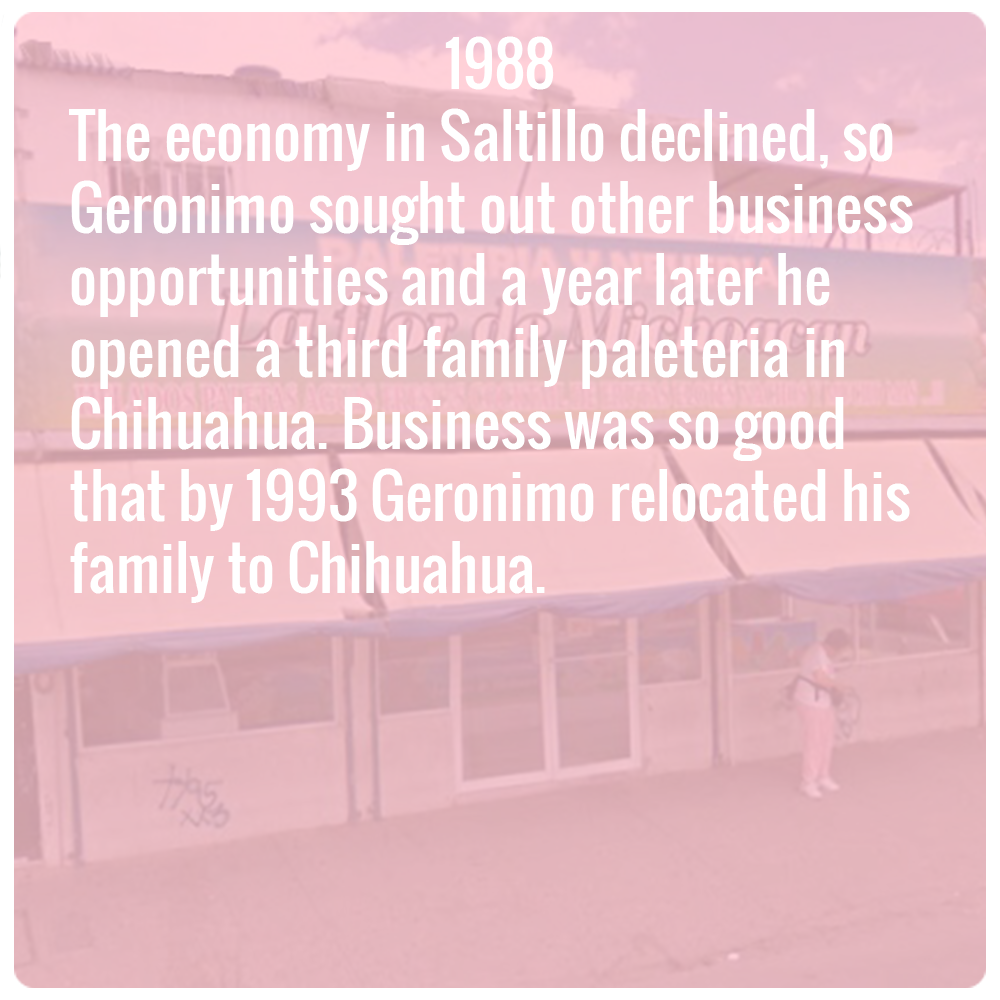 1988
The economy in Saltillo declined, so
Geronimo sought out other business
opportunities and a year later he
opened a third family paleteria in
Chihuahua. Business was so good
that by 1993 Geronimo relocated his
family to Chihuahua.
PALETERIA Y NEVERIA
La flor de Michoacan